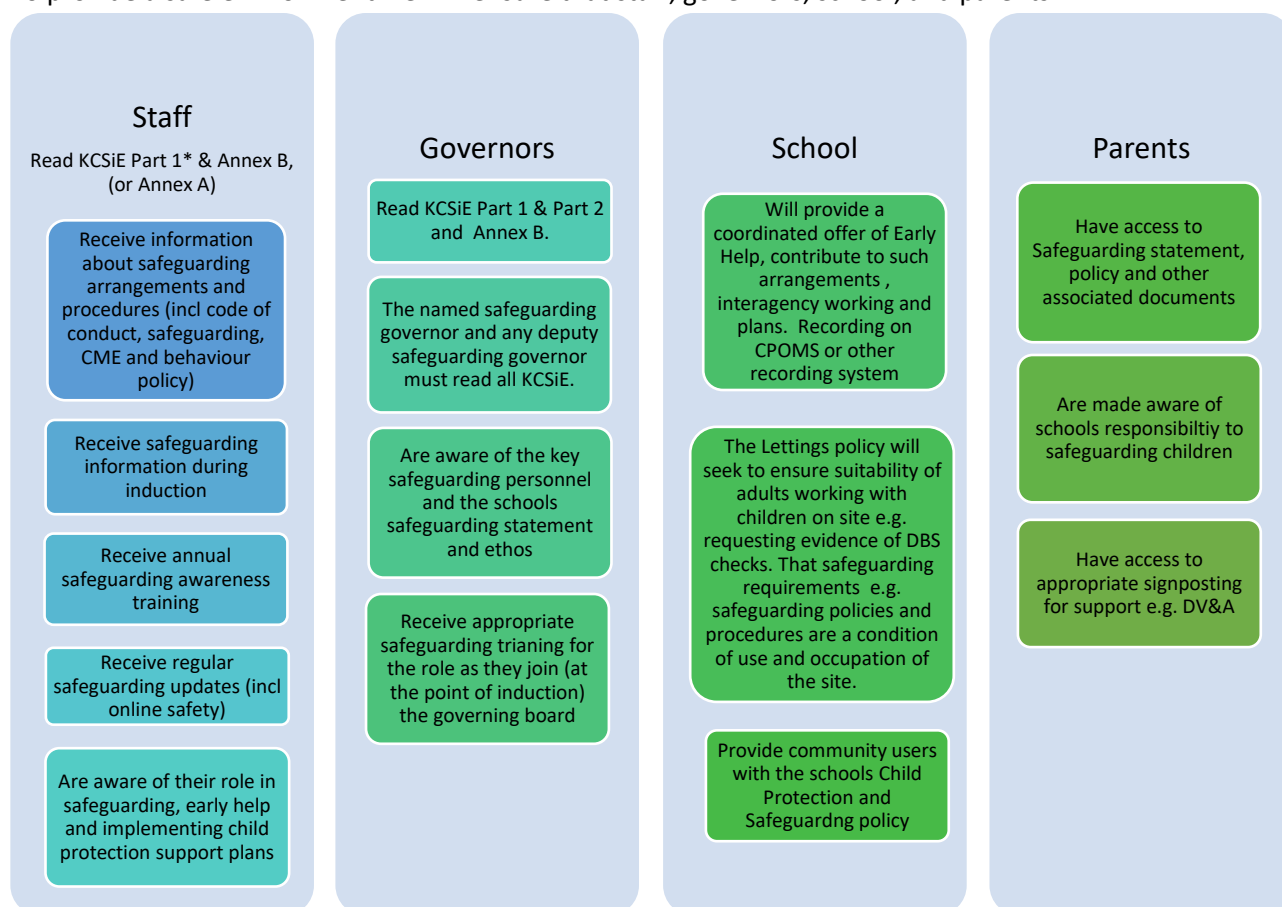 Staff
Read KCSiE Part 1* & Annex B,
(or Annex A)
Receive information
about safeguarding
arrangements and
procedures (incl code of
conduct, safeguarding,
CME and behaviour
policy)
Receive safeguarding
information during
induction
Receive annual
safeguarding awareness
training
Receive regular
safeguarding updates (incl
online safety)
Are aware of their role in
safeguarding, early help
and implementing child
protection support plans
Governors
Read KCSiE Part 1 & Part 2
and Annex B.
The named safeguarding
governor and any deputy
safeguarding governor
must read all KCSiE.
Are aware of the key
safeguarding personnel
and the schools
safeguarding statement
and ethos
Receive appropriate
safeguarding trianing for
the role as they join (at
the point of induction)
the governing board
School
Will provide a
coordinated offer of Early
Help, contribute to such
arrangements ,
interagency working and
plans. Recording on
CPOMS or other
recording system
The Lettings policy will
seek to ensure suitability of
adults working with
children on site e.g.
requesting evidence of DBS
checks. That safeguarding
requirements e.g.
safeguarding policies and
procedures are a condition
of use and occupation of
the site.
Provide community users
with the schools Child
Protection and
Safeguardng policy
Parents
Have access to
Safeguarding statement,
policy and other
associated documents
Are made aware of
schools responsibiltiy to
safeguarding children
Have access to
appropriate signposting
for support e.g. DV&A